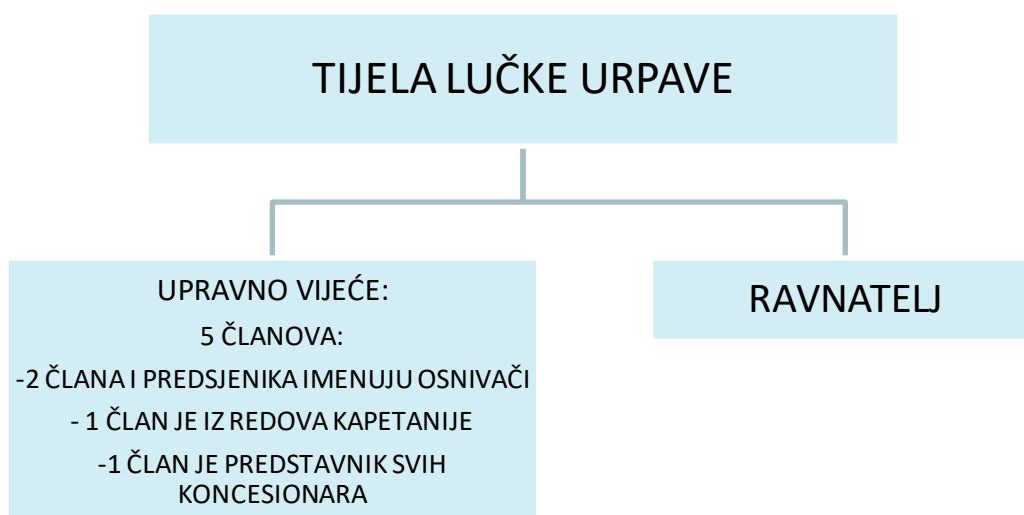 TIJELA LUČKE URPAVE
UPRAVNO VIJEĆE:
5 ČLANOVA:
-2 ČLANA I PREDSJENIKA IMENUJU OSNIVAČI
- 1 ČLAN JE IZ REDOVA KAPETANIJE
-1 ČLAN JE PREDSTAVNIK SVIH
KONCESIONARA
RAVNATELJ